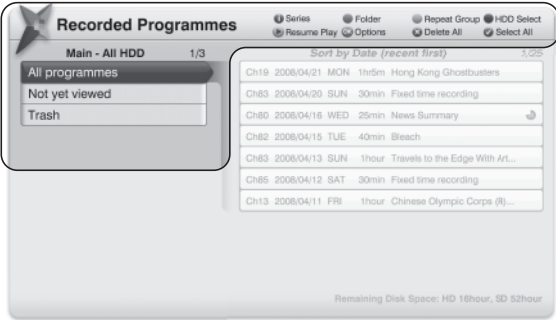 Recorded Programmes
Series Folder Repeat Group HDD Select
Resume Play Options Delete All Select All
Main - All HDD 1/3
All programmes
Not yet viewed
Trash
Sort by Date (recent first) 1/05
Ch19 2008/04/21 MON 1hr5m Hong Kong Ghostbusters
Ch83 2008/04/20 SUN 30min Fixed time recording
Ch80 2008/04/16 WED 25min News Summary
Ch82 2008/04/15 TUE 40min Bleach
Ch83 2008/04/13 SUN 1hour Travels to the Edge With Art...
Ch85 2008/04/12 SAT 30min Fixed time recording
Ch13 2008/04/11 FRI 1hour Chinese Olympic Corps (II)...
Remaining Disk Space: HD 16hour, SD 52hour